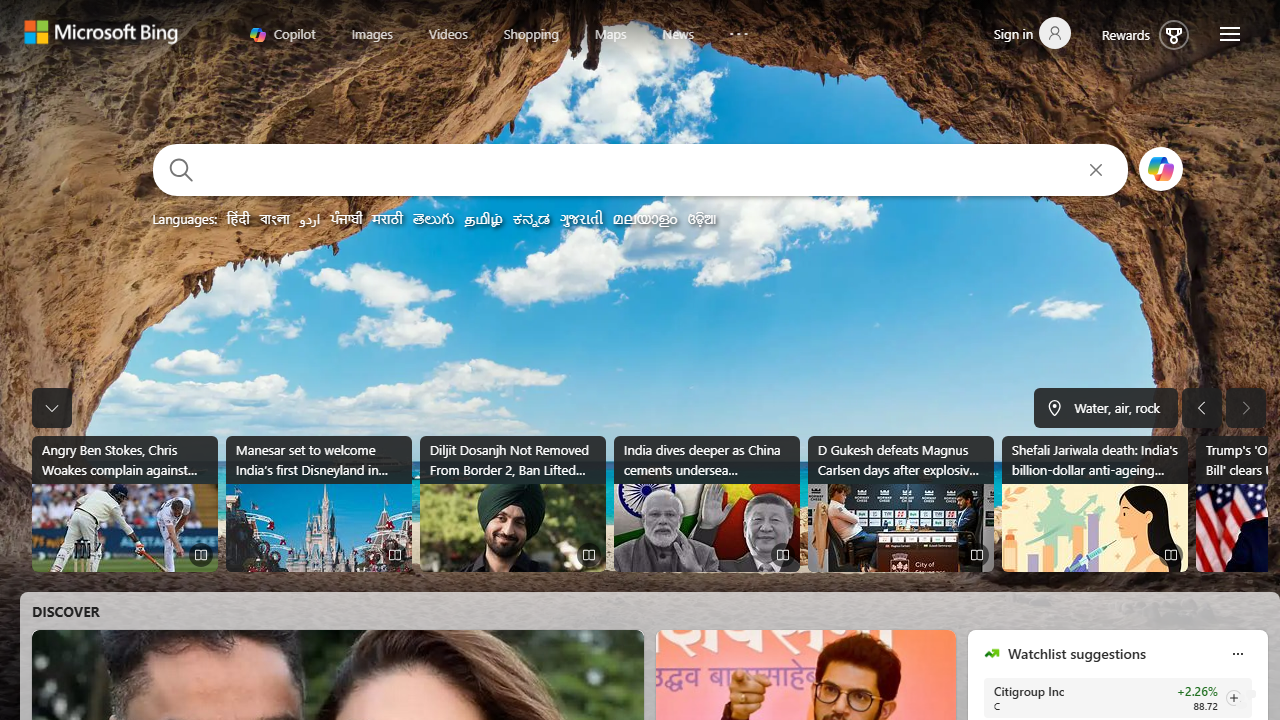 Microsoft Bing
Copilot
Images
Videos
Shopping
Maps
News
Sign in
Rewards
Languages: हिंदी বাংলা اردو ਪੰਜਾਬੀ मराठी తెలుగు தமிழ் ಕನ್ನಡ ગુજરાતી മലയാളം ଓଡ଼ିଆ
Water, air, rock
Angry Ben Stokes, Chris
Woakes complain against...
Manesar set to welcome
India's first Disneyland in...
Diljit Dosanjh Not Removed
From Border 2, Ban Lifted...
India dives deeper as China
cements undersea...
D Gukesh defeats Magnus
Carlsen days after explosiv...
City of
Shefali Jariwala death: India's
billion-dollar anti-ageing...
Trump's 'O
Bill' clears U
DISCOVER
उद्धव बाळासाहे
Watchlist suggestions
Citigroup Inc
+2.26%
C
88.72